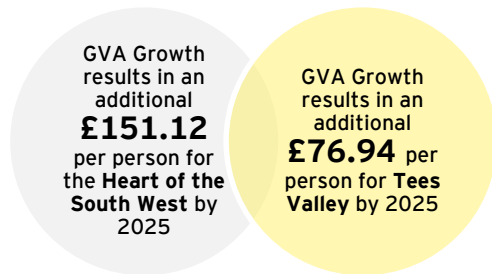 GVA Growth
results in an
additional
£151.12
per person for
the Heart of the
South West by
2025
GVA Growth
results in an
additional
£76.94 per
person for Tees
Valley by 2025